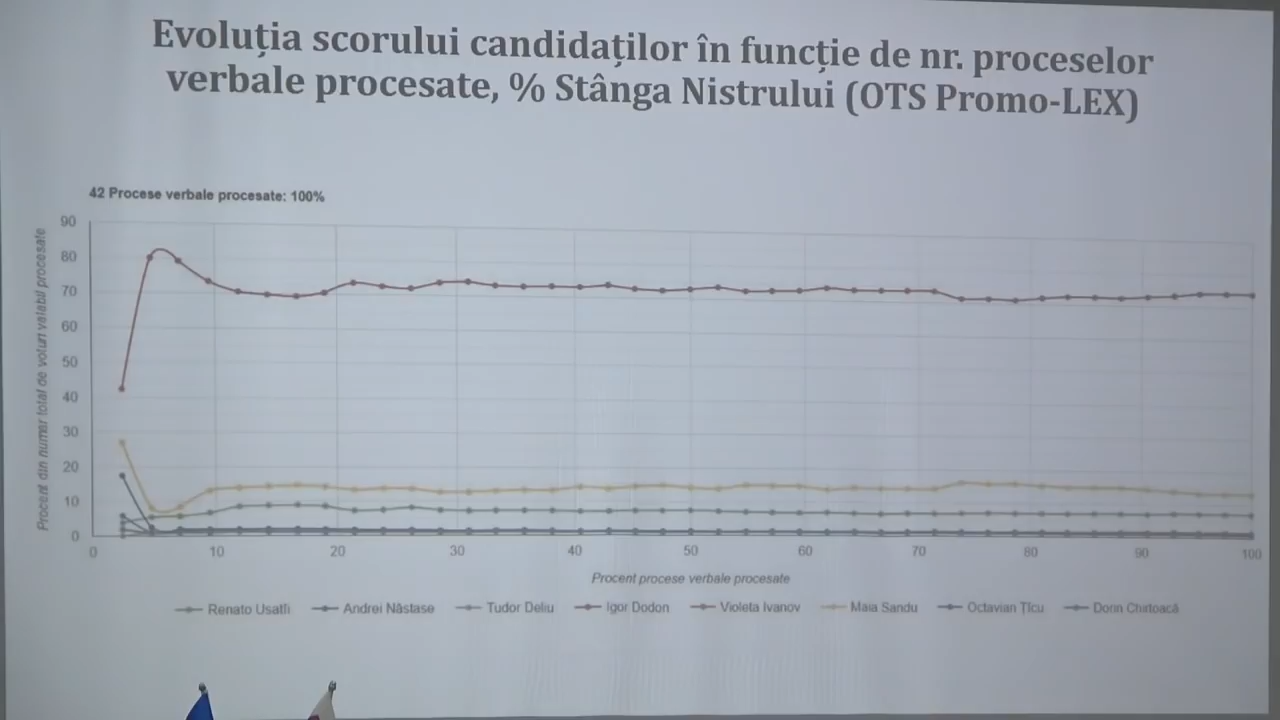 Evoluția scorului candidaților în funcție de nr. proceselor
verbale procesate, % Stânga Nistrului (OTS Promo-LEX)
42 Procese verbale procesate: 100%
Procent din numar total de voturi valabil procesate
90
80
70
60
50
40
30
20
10
0
0 10 20 30 40 50 60 70 80 90 100
Procent procese verbale procesate
Renato Usatîi Andrei Năstase Tudor Deliu Igor Dodon Violeta Ivanov Maia Sandu Octavian Țîcu Dorin Chirtoacă